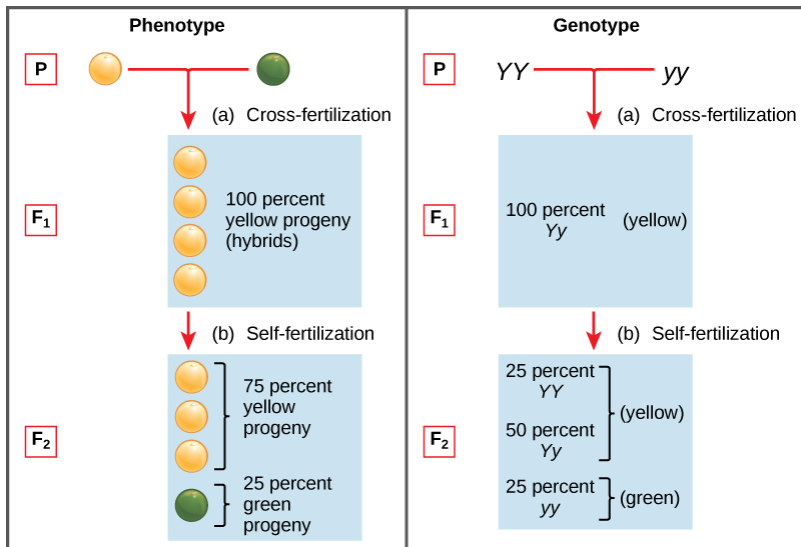 Phenotype
P
(a) Cross-fertilization
F1
100 percent
yellow progeny
(hybrids)
(b) Self-fertilization
F2
75 percent
yellow
progeny
25 percent
green
progeny
Genotype
P
YY
yy
(a) Cross-fertilization
F1
100 percent
Yy
(yellow)
(b) Self-fertilization
F2
25 percent
YY
50 percent
Yy
(yellow)
25 percent
yy
(green)